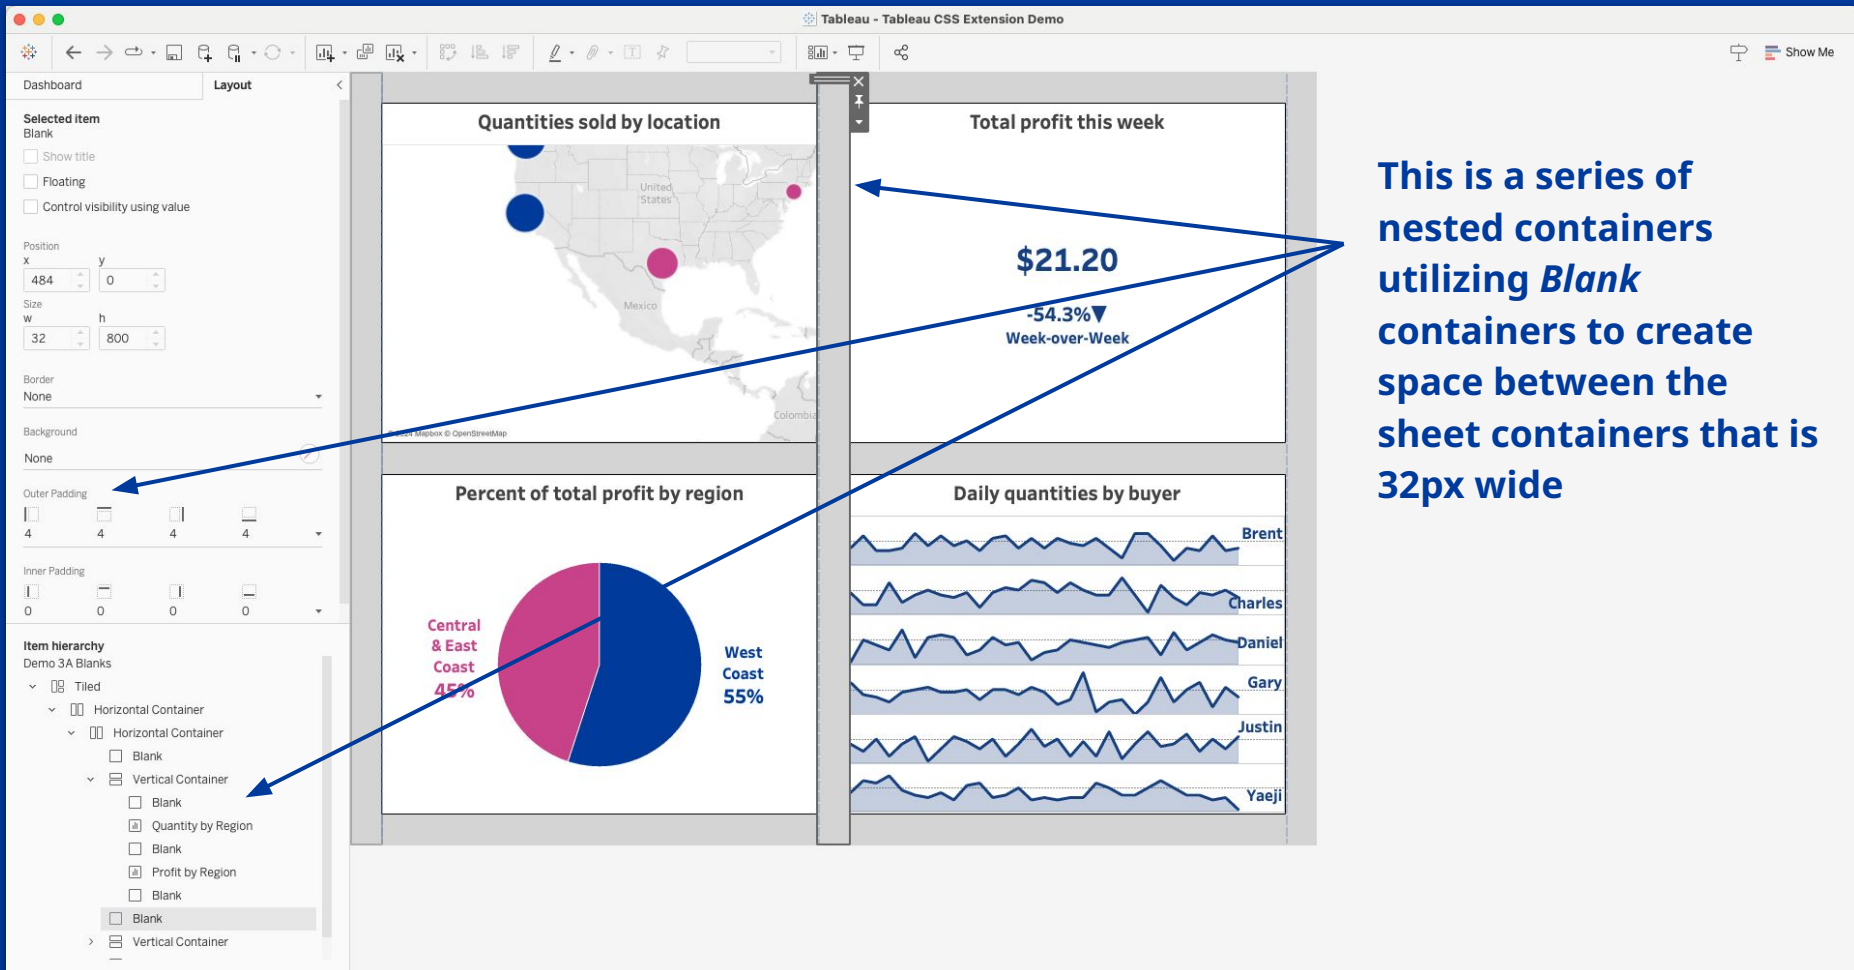 Tableau - Tableau CSS Extension Demo
Show Me
Dashboard
Layout
Selected item
Blank
Show title
Floating
Control visibility using value
Position
x y
484 0
Size
w h
32 800
Border
None
Background
None
Outer Padding
4 4 4 4
Inner Padding
0 0 0 0
Item hierarchy
Demo 3A Blanks
Tiled
Horizontal Container
Horizontal Container
Blank
Vertical Container
Blank
Quantity by Region
Blank
Profit by Region
Blank
Blank
Vertical Container
Quantities sold by location
United
States
Mexico
Colombia
© 2024 Mapbox © OpenStreetMap
Total profit this week
$21.20
-54.3%▼
Week-over-Week
Percent of total profit by region
Central
& East
Coast
45%
West
Coast
55%
Daily quantities by buyer
Brent
Charles
Daniel
Gary
Justin
Yaeji
This is a series of
nested containers
utilizing Blank
containers to create
space between the
sheet containers that is
32px wide